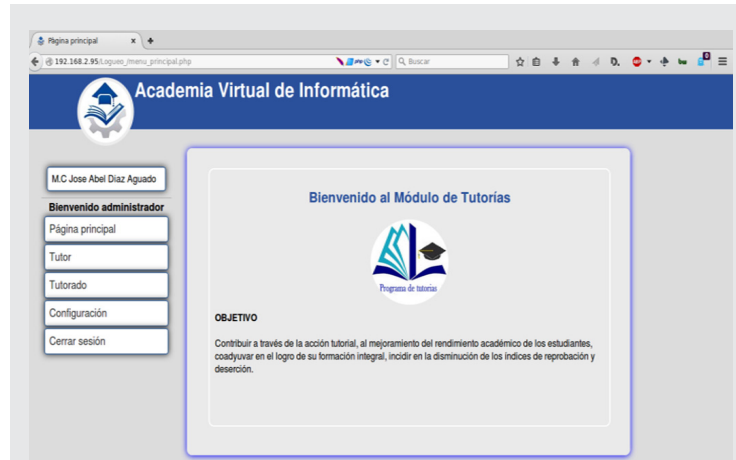 Página principal
192.168.2.95/Logueo_/menu_principal.php
Buscar
Academia Virtual de Informática
M.C Jose Abel Diaz Aguado
Bienvenido administrador
Página principal
Tutor
Tutorado
Configuración
Cerrar sesión
Bienvenido al Módulo de Tutorías
Programa de tutorias
OBJETIVO
Contribuir a través de la acción tutorial, al mejoramiento del rendimiento académico de los estudiantes,
coadyuvar en el logro de su formación integral, incidir en la disminución de los índices de reprobación y
deserción.